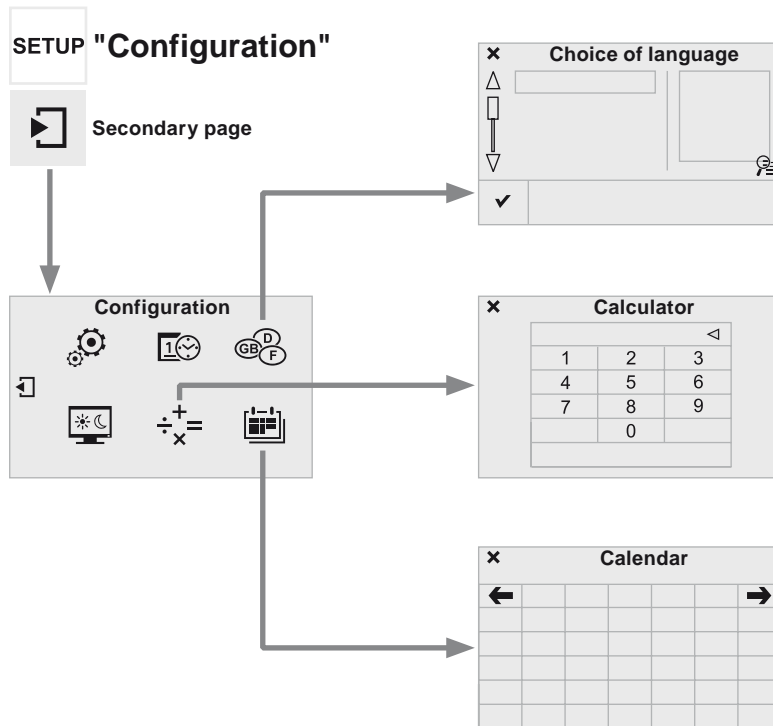 SETUP "Configuration"
Secondary page
Configuration
1
GB D F
÷ + × =
Choice of language
Calculator
1 2 3
4 5 6
7 8 9
0
Calendar